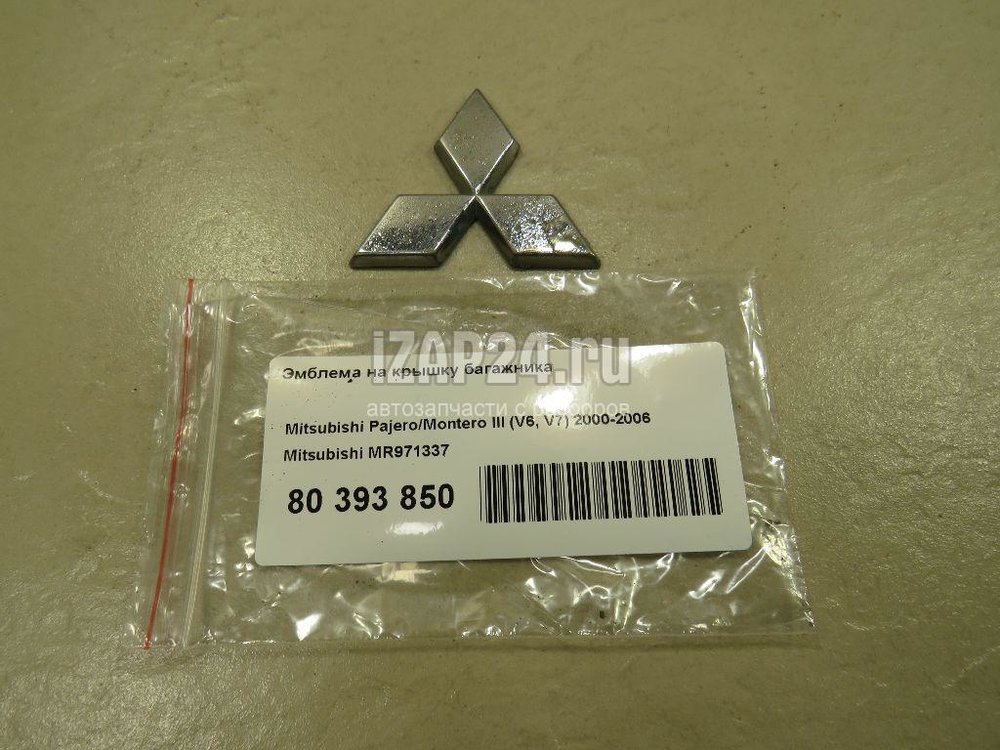 iZAP24.ru
Эмблема на крышку багажника
автозапчасти с
Mitsubishi Pajero/Montero III (V6, V7) 2000-2006
Mitsubishi MR971337
80 393 850